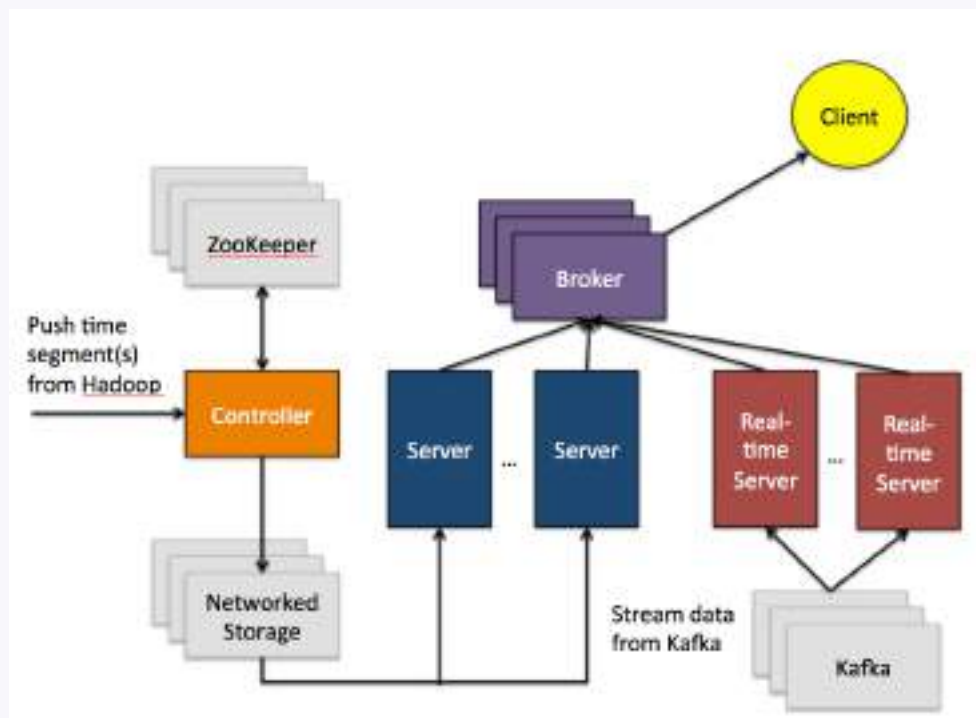 Client
ZooKeeper
Broker
Push time
segment(s)
from Hadoop
Controller
Server
...
Server
Real-
time
Server
...
Real-
time
Server
Networked
Storage
Stream data
from Kafka
Kafka